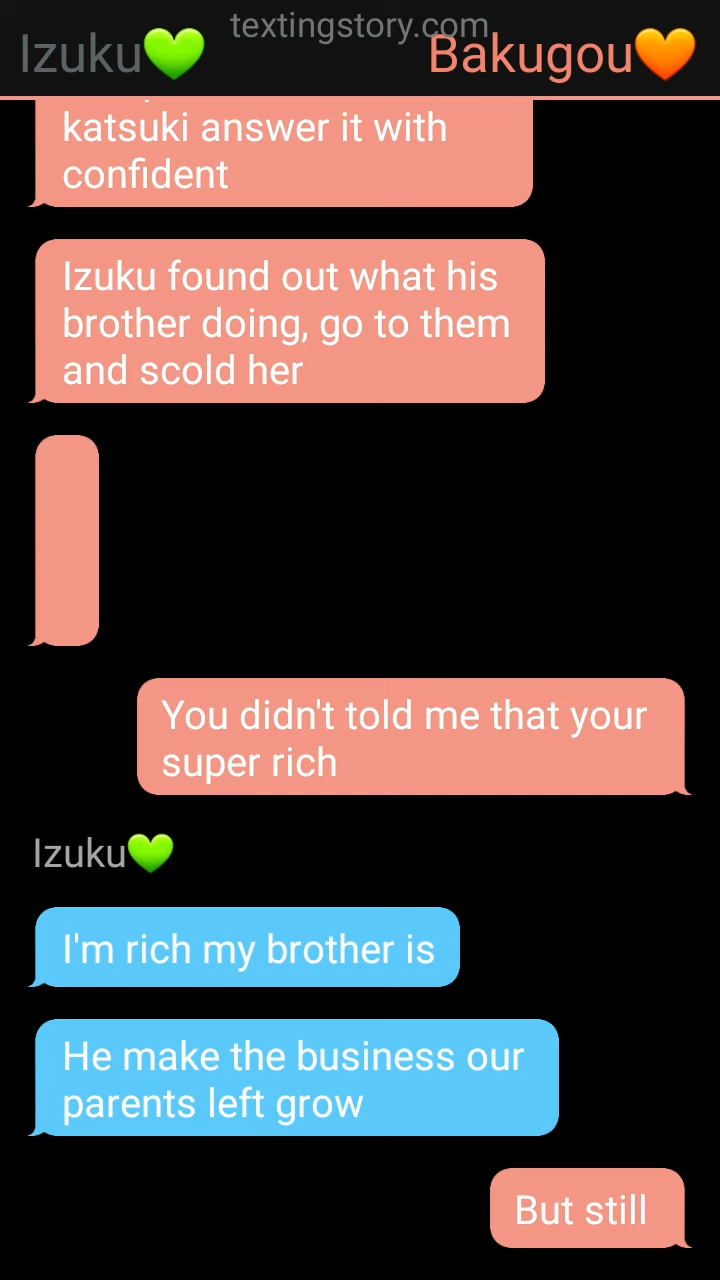 textingstory.com
Izuku💚
Bakugou🧡
katsuki answer it with
confident
Izuku found out what his
brother doing, go to them
and scold her
You didn't told me that your
super rich
Izuku💚
I'm rich my brother is
He make the business our
parents left grow
But still